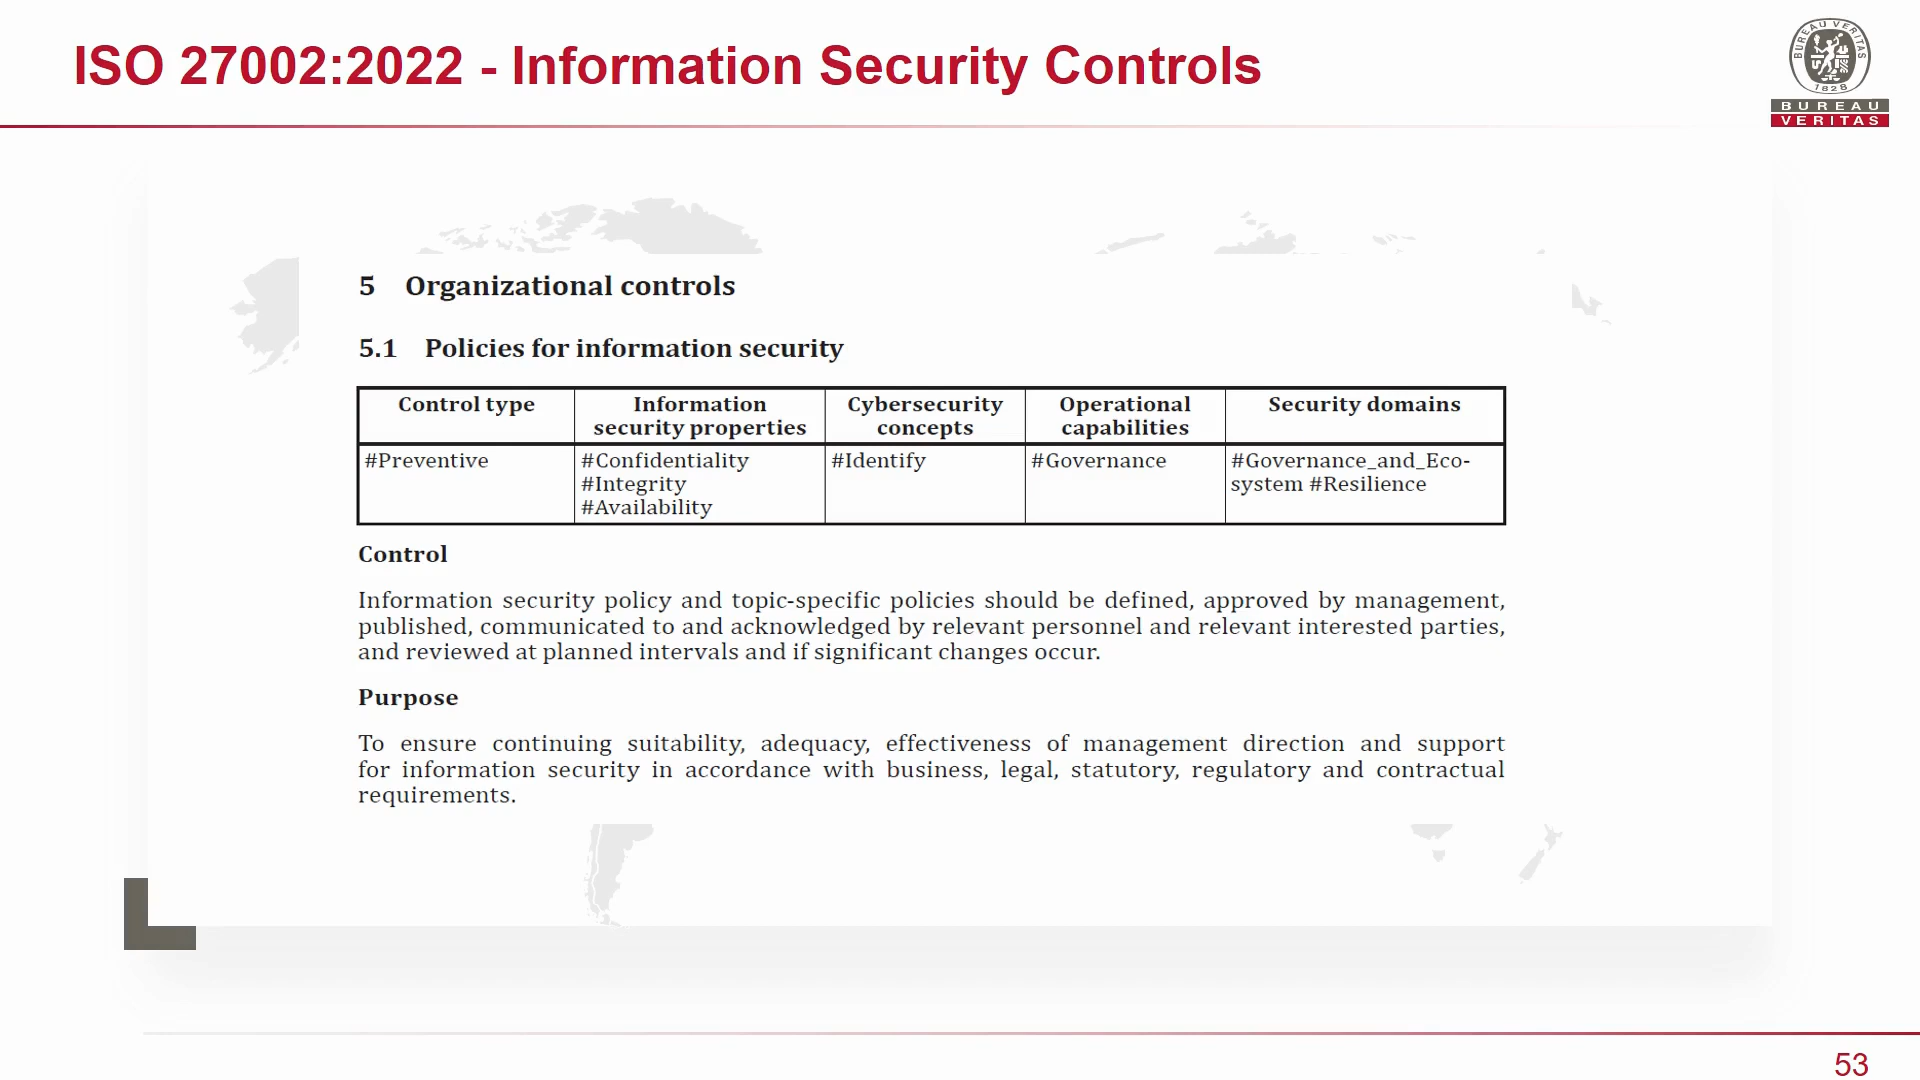 ISO 27002:2022 - Information Security Controls
BUREAU VERITAS
1828
BUREAU
VERITAS
5 Organizational controls
5.1 Policies for information security
Control type
Information
security properties
Cybersecurity
concepts
Operational
capabilities
Security domains
#Preventive
#Confidentiality
#Integrity
#Availability
#Identify
#Governance
#Governance_and_Eco-
system #Resilience
Control
Information security policy and topic-specific policies should be defined, approved by management,
published, communicated to and acknowledged by relevant personnel and relevant interested parties,
and reviewed at planned intervals and if significant changes occur.
Purpose
To ensure continuing suitability, adequacy, effectiveness of management direction and support
for information security in accordance with business, legal, statutory, regulatory and contractual
requirements.
53